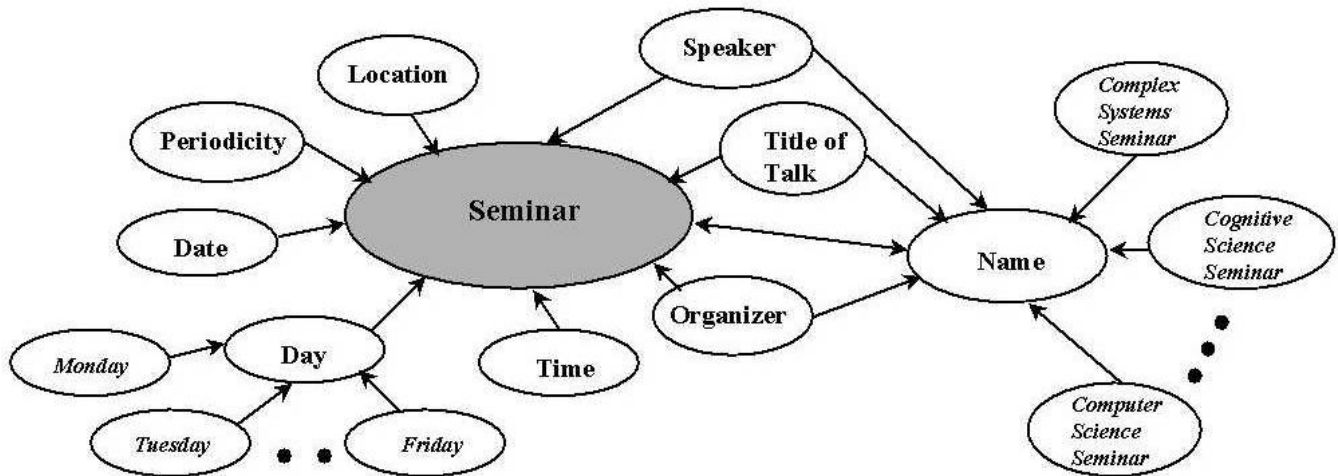 Speaker
Location
Complex
Systems
Seminar
Periodicity
Title of
Talk
Seminar
Cognitive
Science
Seminar
Date
Name
Organizer
Day
Time
Monday
Computer
Science
Seminar
Tuesday
Friday